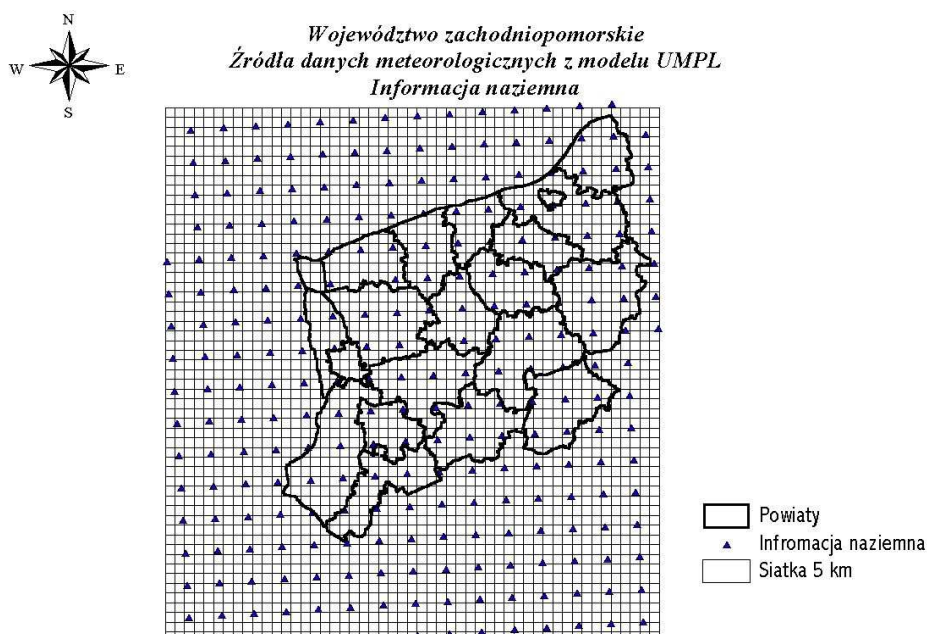 N
Województwo zachodniopomorskie
Źródła danych meteorologicznych z modelu UMPL
W E
Informacja naziemna
S
Powiaty
Infromacja naziemna
Siatka 5 km